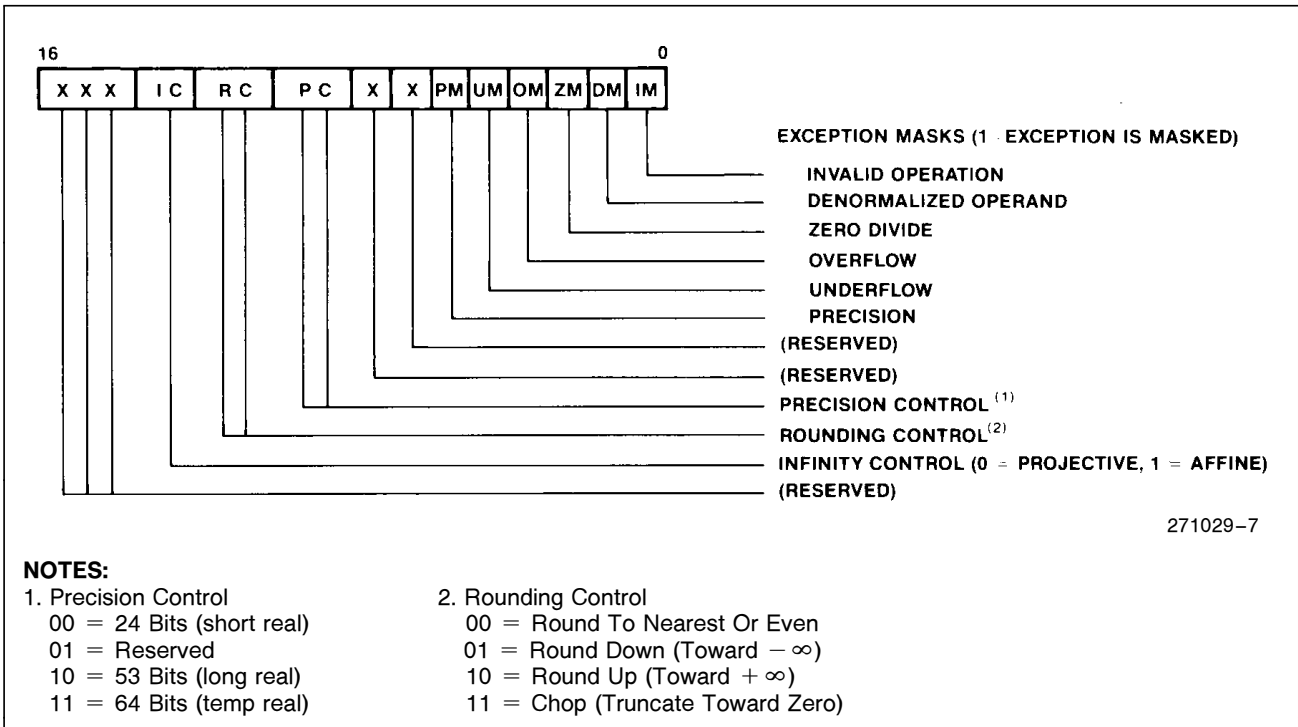 16 0
X X X I C R C P C X X PM UM OM ZM DM IM
EXCEPTION MASKS (1 EXCEPTION IS MASKED)
INVALID OPERATION
DENORMALIZED OPERAND
ZERO DIVIDE
OVERFLOW
UNDERFLOW
PRECISION
(RESERVED)
(RESERVED)
PRECISION CONTROL (1)
ROUNDING CONTROL(2)
INFINITY CONTROL (0 = PROJECTIVE, 1 = AFFINE)
(RESERVED)
271029–7
NOTES:
1. Precision Control
00 = 24 Bits (short real)
01 = Reserved
10 = 53 Bits (long real)
11 = 64 Bits (temp real)
2. Rounding Control
00 = Round To Nearest Or Even
01 = Round Down (Toward −∞)
10 = Round Up (Toward +∞)
11 = Chop (Truncate Toward Zero)